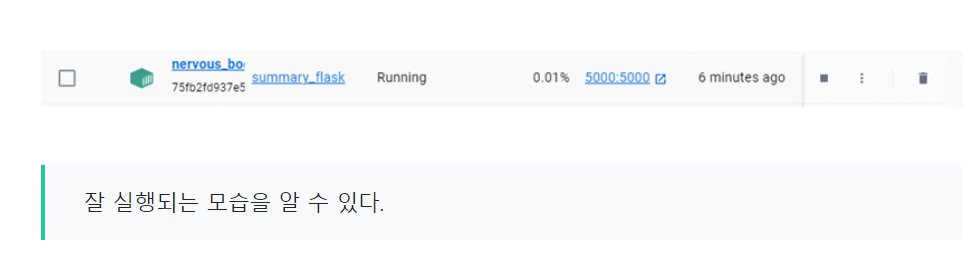 nervous_bo
75fb2fd937e5
summary_flask
Running
0.01%
5000:5000
6 minutes ago
잘 실행되는 모습을 알 수 있다.